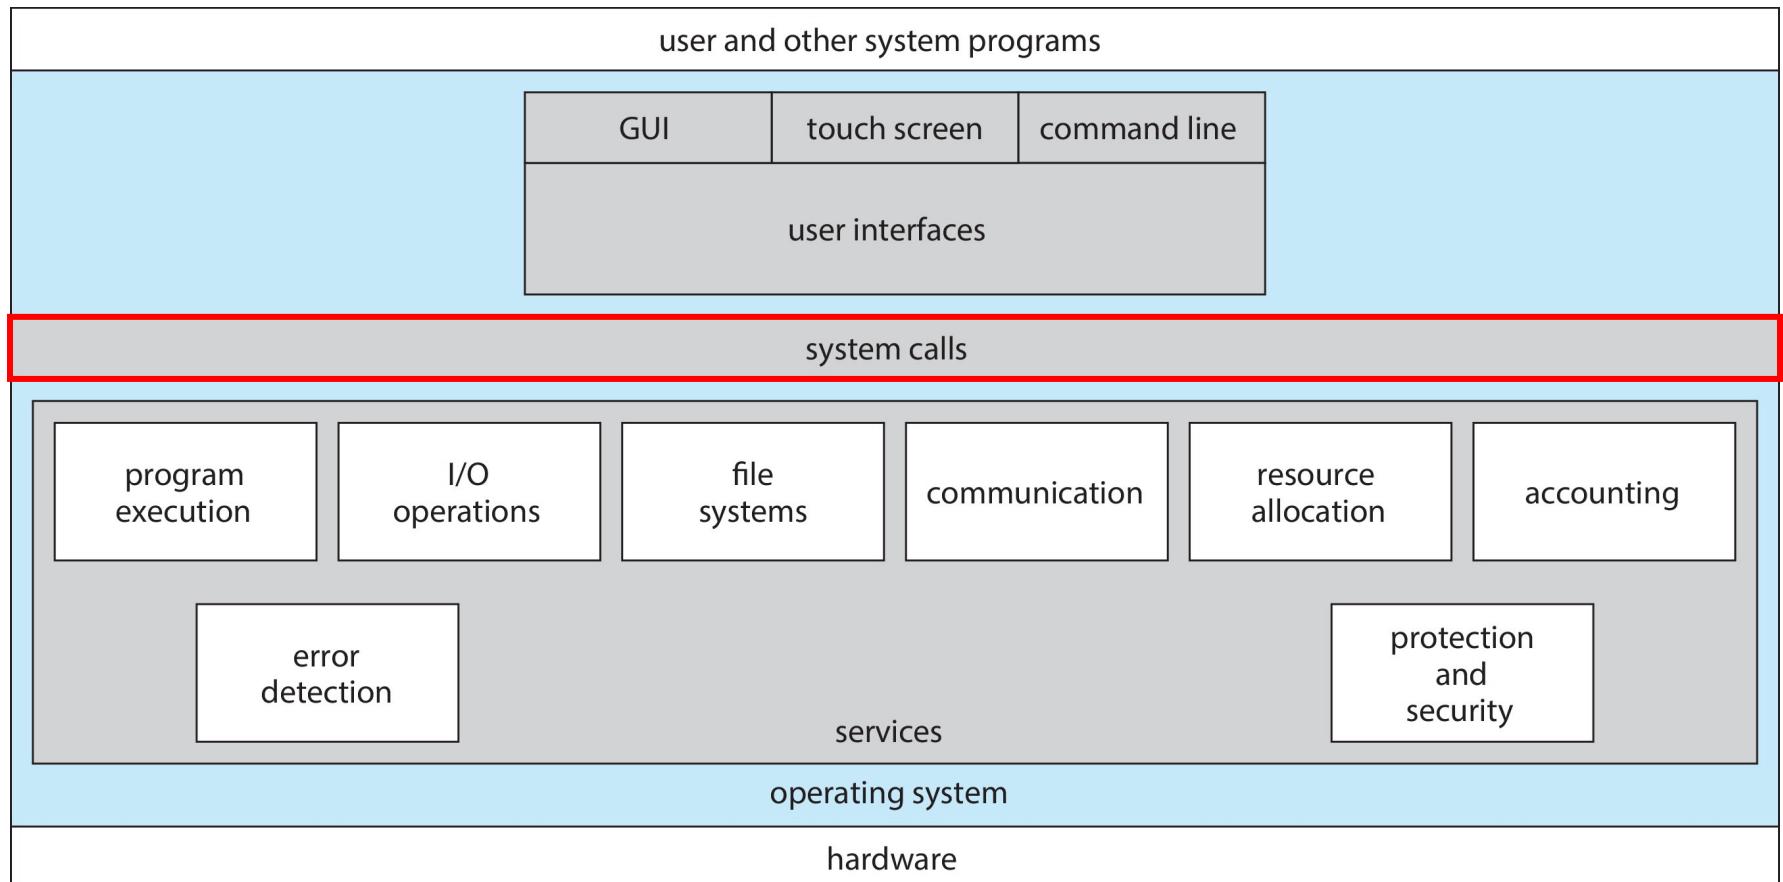 user and other system programs
GUI
touch screen
command line
user interfaces
system calls
program
execution
I/O
operations
file
systems
communication
resource
allocation
accounting
error
detection
protection
and
security
services
operating system
hardware